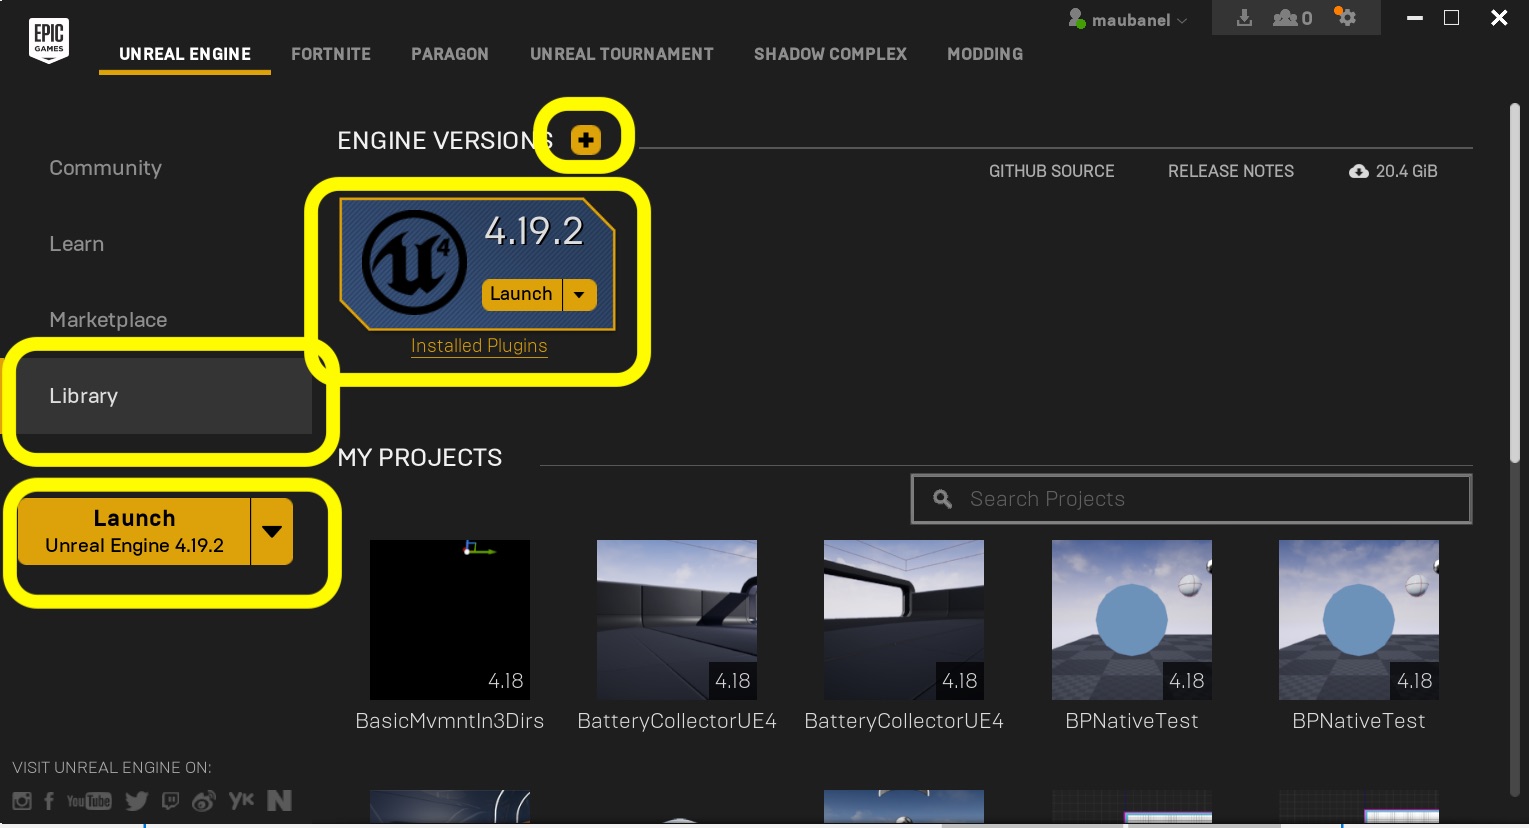 EPIC
GAMES
maubanel
0
UNREAL ENGINE
FORTNITE
PARAGON
UNREAL TOURNAMENT
SHADOW COMPLEX
MODDING
ENGINE VERSIONS
Community
GITHUB SOURCE
RELEASE NOTES
20.4 GiB
4.19.2
Learn
4
Launch
Marketplace
Installed Plugins
Library
MY PROJECTS
Search Projects
Launch
Unreal Engine 4.19.2
4.18
4.18
4.18
4.18
4.18
BasicMvmntIn3Dirs
BatteryCollectorUE4
BatteryCollectorUE4
BPNativeTest
BPNativeTest
VISIT UNREAL ENGINE ON:
You Tube